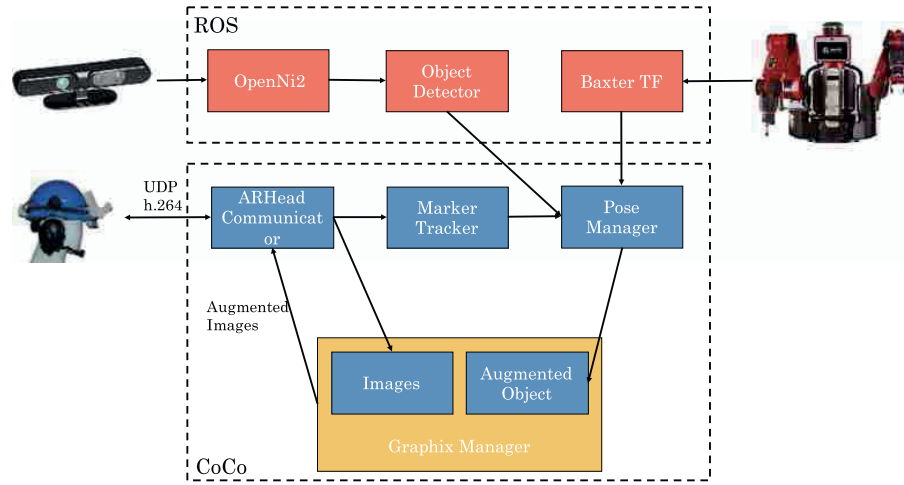 ROS
OpenNi2
Object
Detector
Baxter TF
UDP
h.264
ARHead
Communicat
or
Marker
Tracker
Pose
Manager
Augmented
Images
Images
Augmented
Object
Graphix Manager
CoCo